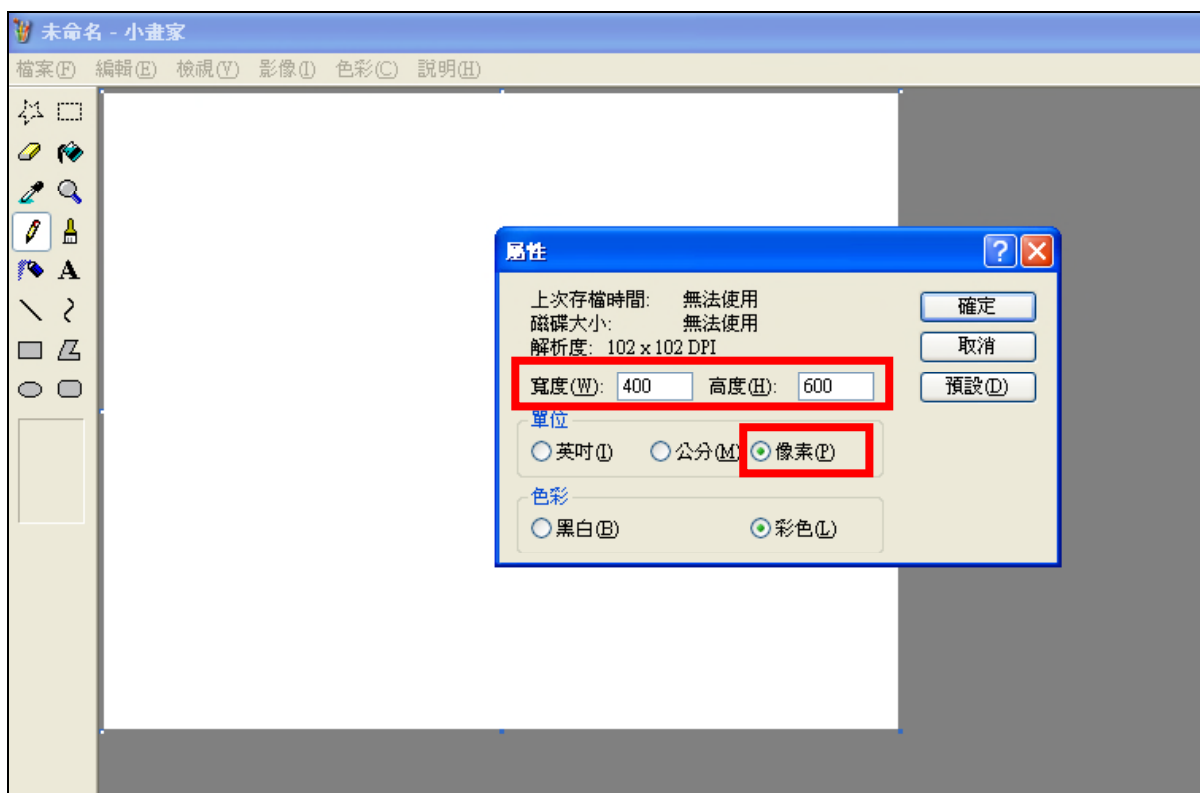 未命名 - 小畫家
檔案(F) 編輯(E) 檢視(V) 影像(I) 色彩(C) 說明(H)
A
屬性
上次存檔時間: 無法使用
磁碟大小: 無法使用
解析度: 102 x 102 DPI
寬度(W): 400 高度(H): 600
單位
英吋(I) 公分(M) 像素(P)
色彩
黑白(B) 彩色(L)
確定
取消
預設(D)